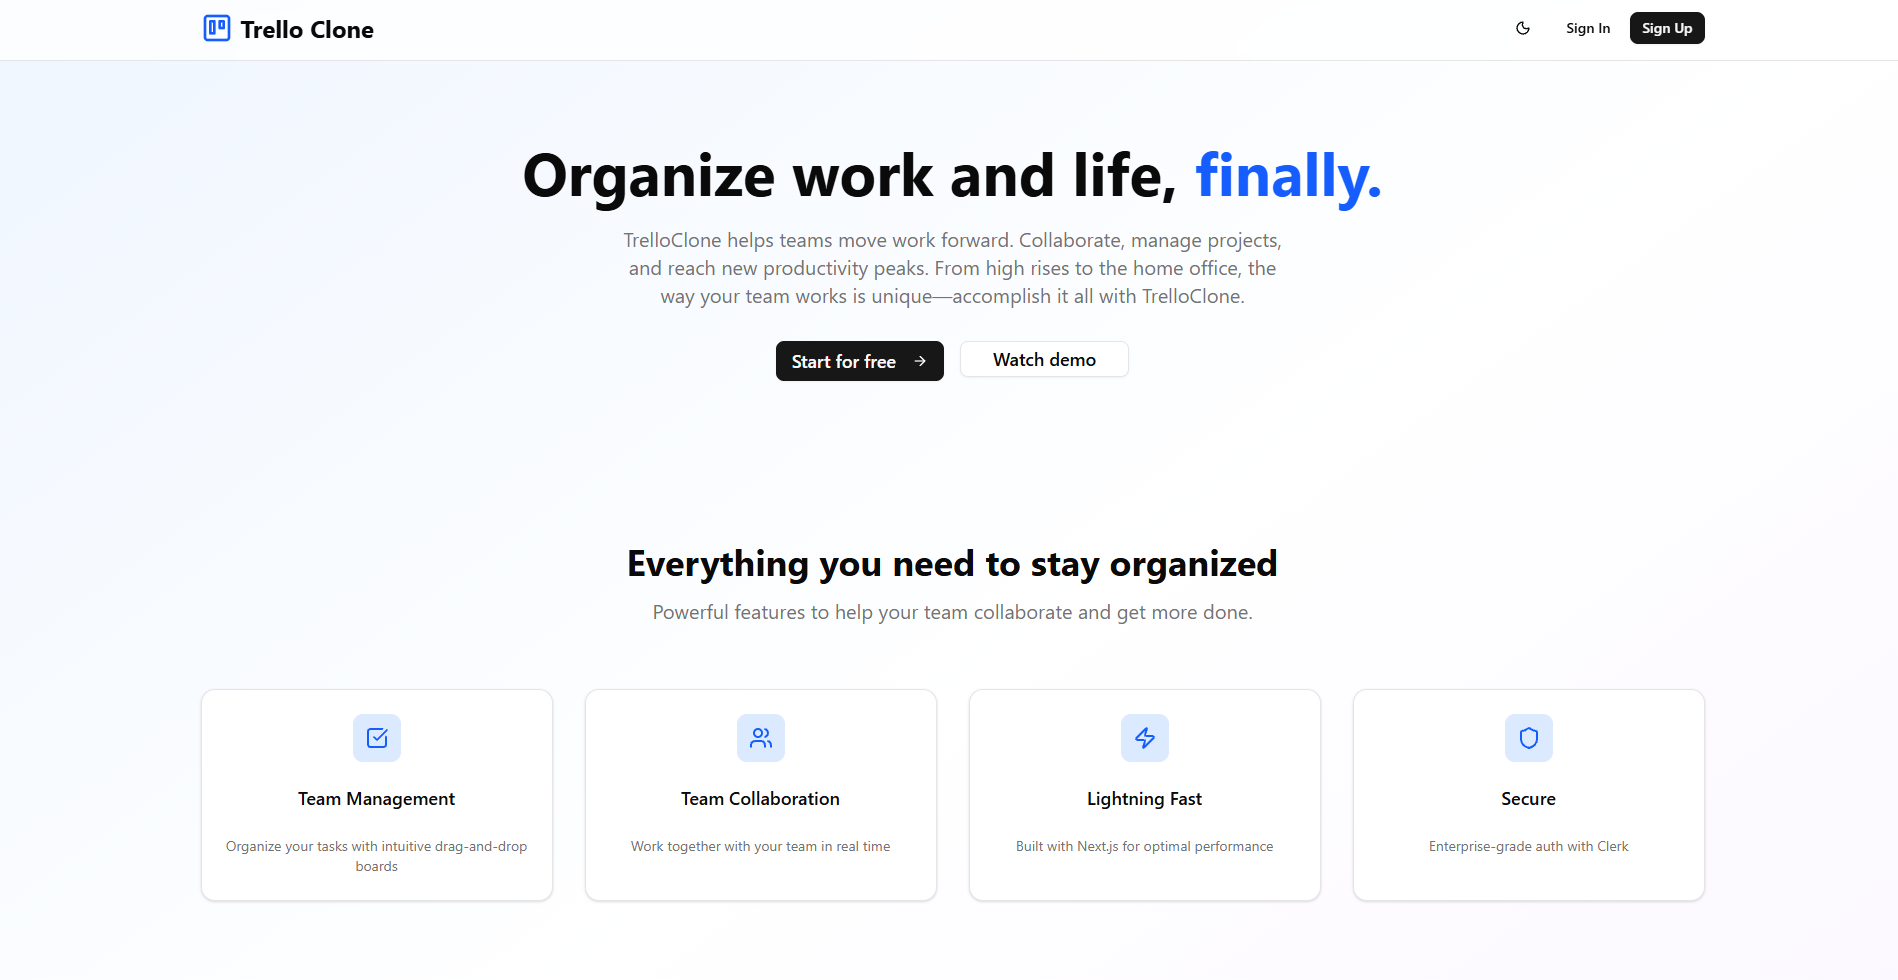 Trello Clone
Sign In
Sign Up
Organize work and life, finally.
TrelloClone helps teams move work forward. Collaborate, manage projects,
and reach new productivity peaks. From high rises to the home office, the
way your team works is unique—accomplish it all with TrelloClone.
Start for free
Watch demo
Everything you need to stay organized
Powerful features to help your team collaborate and get more done.
Team Management
Organize your tasks with intuitive drag-and-drop
boards
Team Collaboration
Work together with your team in real time
Lightning Fast
Built with Next.js for optimal performance
Secure
Enterprise-grade auth with Clerk